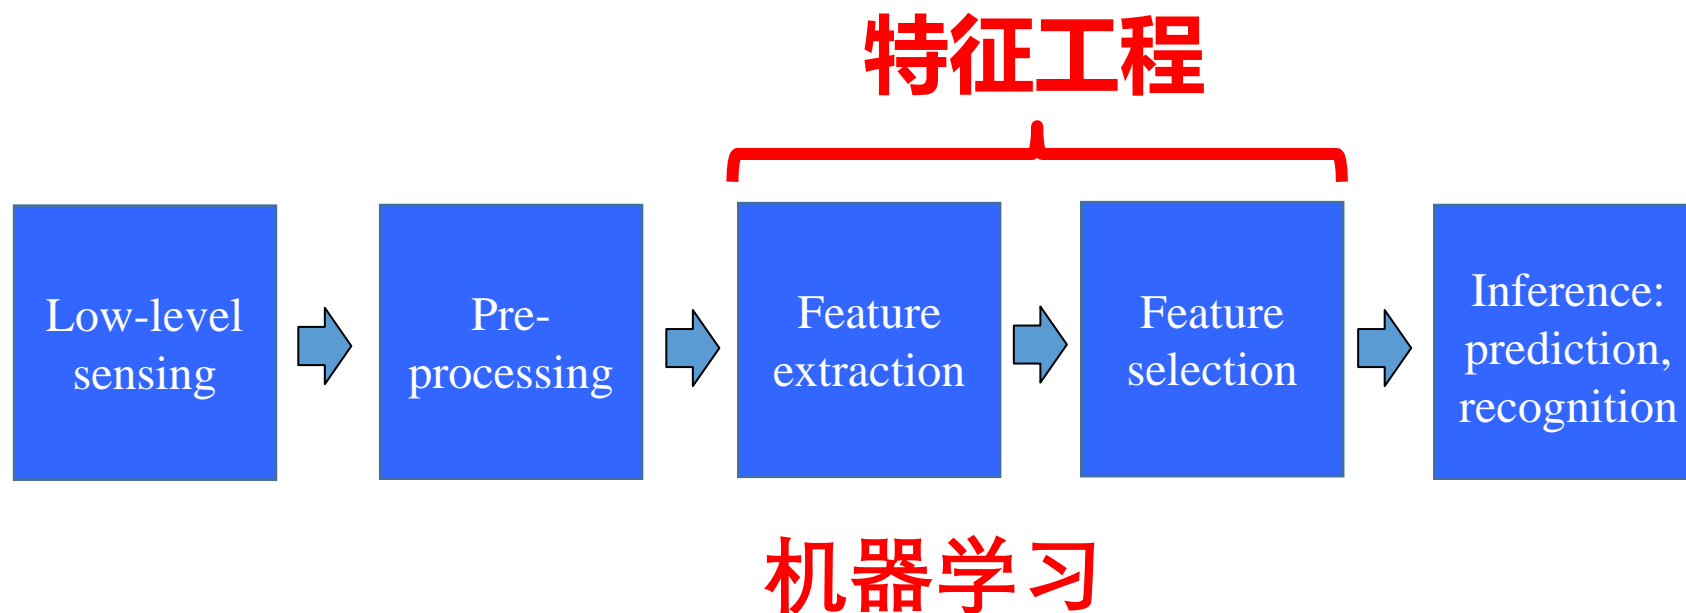 特征工程
Low-level
sensing
Pre-
processing
Feature
extraction
Feature
selection
Inference:
prediction,
recognition
机器学习